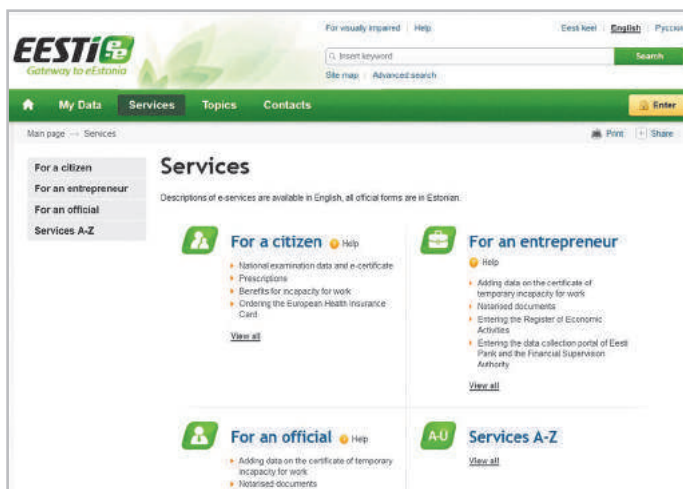 For visually impaired | Help
Eesti keel | English | Русски
EESTi.ee
Gateway to eEstonia
Insert keyword
Search
Site map | Advanced search
My Data Services Topics Contacts
Enter
Main page → Services
Print + Share
For a citizen
For an entrepreneur
For an official
Services A-Z
Services
Descriptions of e-services are available in English, all official forms are in Estonian.
For a citizen Help
National examination data and e-certificate
Prescriptions
Benefits for incapacity for work
Ordering the European Health Insurance
Card
View all
For an entrepreneur
Help
Adding data on the certificate of
temporary incapacity for work
Notarised documents
Entering the Register of Economic
Activities
Entering the data collection portal of Eesti
Pank and the Financial Supervision
Authority
View all
For an official Help
Adding data on the certificate of temporary
incapacity for work
Notarised documents
A-Ü
Services A-Z
View all